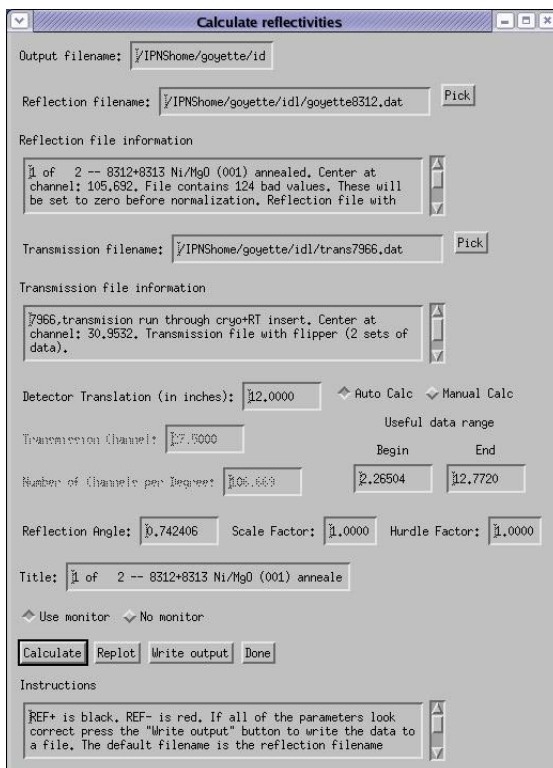 Calculate reflectivities
Output filename: /IPNShome/goyette/id
Reflection filename: /IPNShome/goyette/idl/goyette8312.dat Pick
Reflection file information
1 of 2 -- 8312+8313 Ni/MgO (001) annealed. Center at
channel: 105.692. File contains 124 bad values. These will
be set to zero before normalization. Reflection file with
Transmission filename: /IPNShome/goyette/idl/trans7966.dat Pick
Transmission file information
7966,transmision run through cryo+RT insert. Center at
channel: 30.9532. Transmission file with flipper (2 sets of
data).
Detector Translation (in inches): 12.0000 Auto Calc Manual Calc
Useful data range
Transmission Channel: 27.5000
Begin End
Number of Channels per Degree: 106.669 2.26504 12.7720
Reflection Angle: 0.742406 Scale Factor: 1.0000 Hurdle Factor: 1.0000
Title: 1 of 2 -- 8312+8313 Ni/MgO (001) anneale
Use monitor No monitor
Calculate Replot Write output Done
Instructions
REF+ is black. REF- is red. If all of the parameters look
correct press the "Write output" button to write the data to
a file. The default filename is the reflection filename